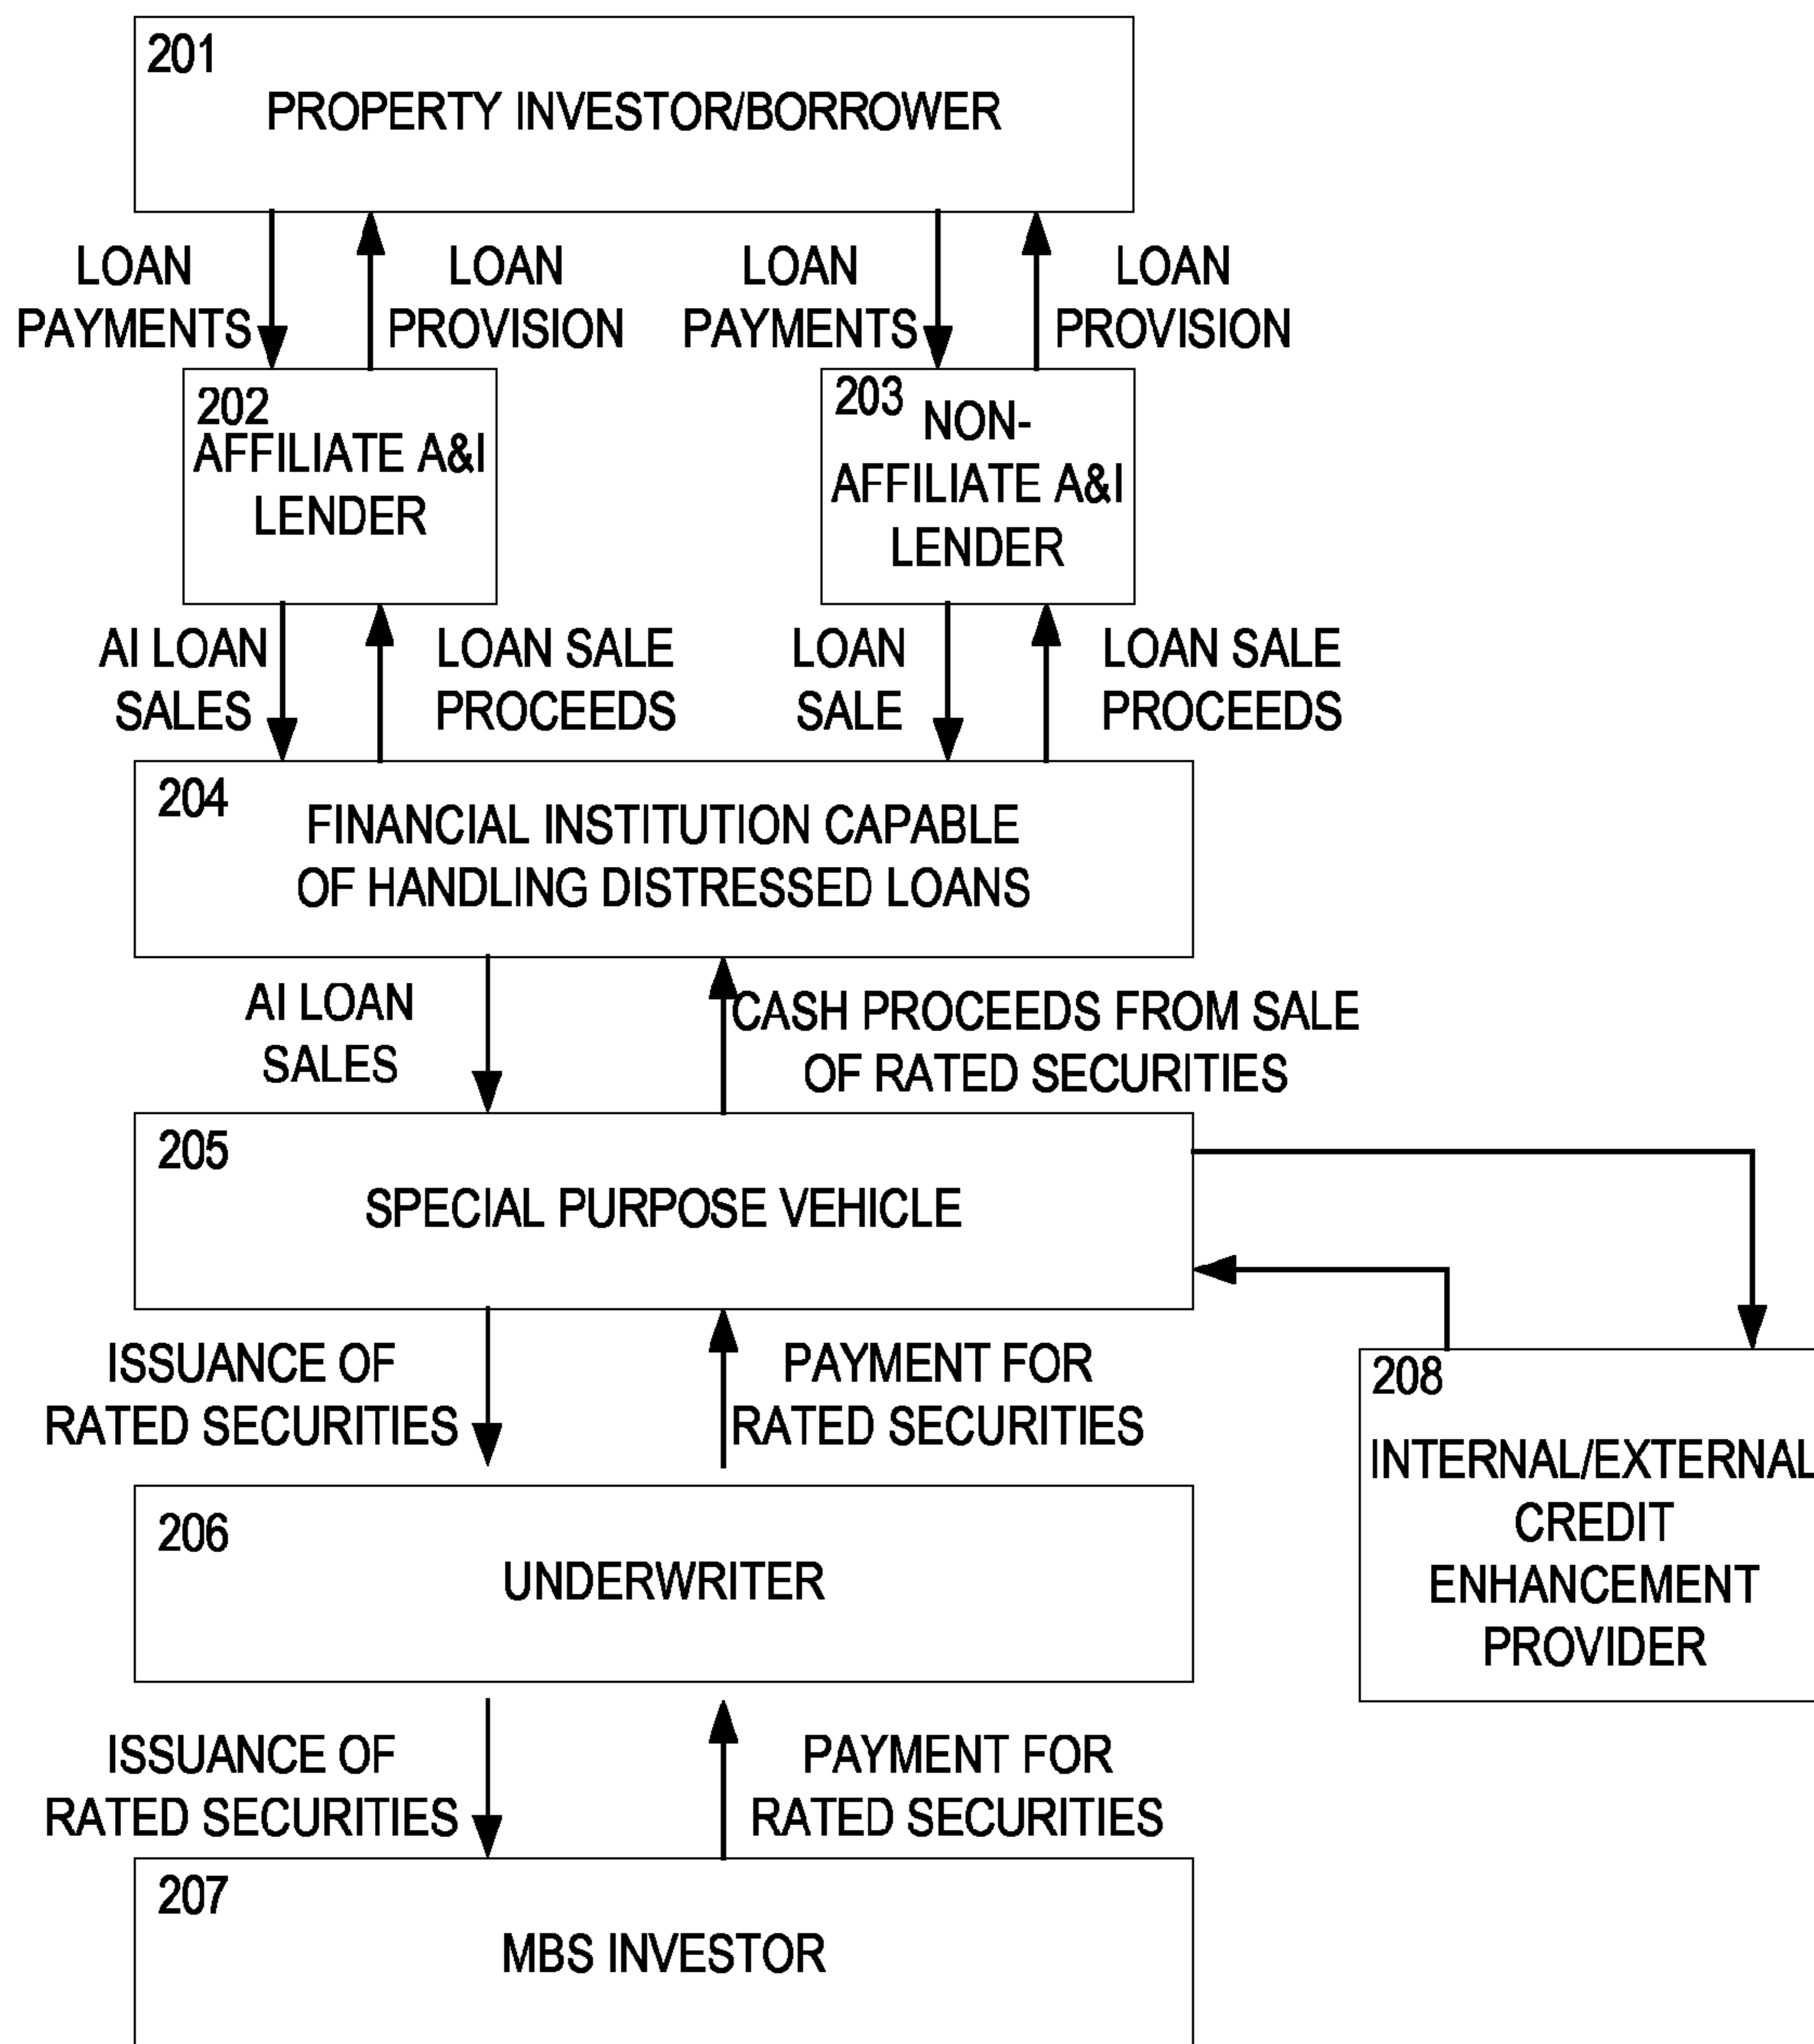 201
PROPERTY INVESTOR/BORROWER
LOAN
PAYMENTS
LOAN
PROVISION
LOAN
PAYMENTS
LOAN
PROVISION
202
AFFILIATE A&I
LENDER
203
NON-
AFFILIATE A&I
LENDER
AI LOAN
SALES
LOAN SALE
PROCEEDS
LOAN
SALE
LOAN SALE
PROCEEDS
204
FINANCIAL INSTITUTION CAPABLE
OF HANDLING DISTRESSED LOANS
AI LOAN
SALES
CASH PROCEEDS FROM SALE
OF RATED SECURITIES
205
SPECIAL PURPOSE VEHICLE
ISSUANCE OF
RATED SECURITIES
PAYMENT FOR
RATED SECURITIES
208
INTERNAL/EXTERNAL
CREDIT
ENHANCEMENT
PROVIDER
206
UNDERWRITER
ISSUANCE OF
RATED SECURITIES
PAYMENT FOR
RATED SECURITIES
207
MBS INVESTOR